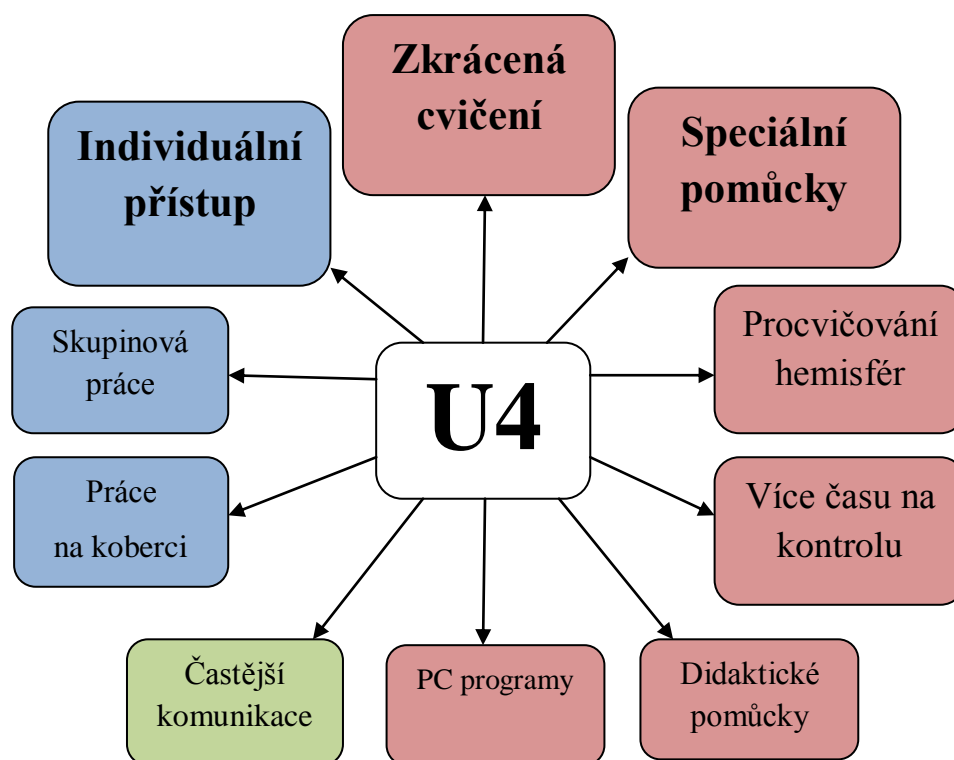 Zkrácená
cvičení
Individuální
přístup
Speciální
pomůcky
Skupinová
práce
U4
Procvičování
hemisfér
Práce
na koberci
Více času na
kontrolu
Častější
komunikace
PC programy
Didaktické
pomůcky